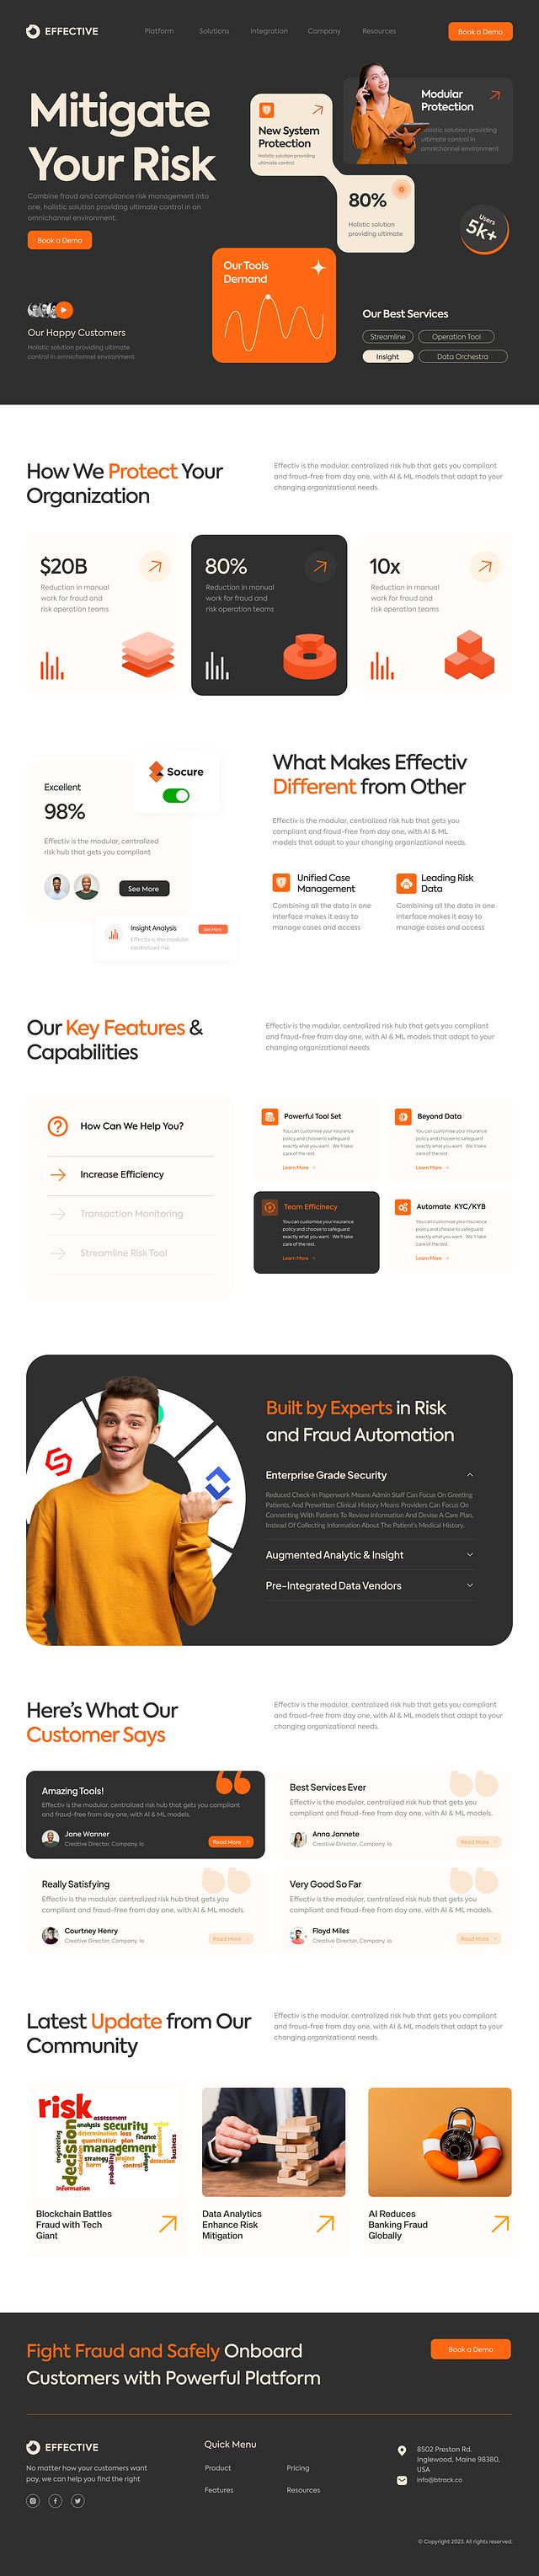 EFFECTIVE
Platform
Solutions
Integration
Company
Resources
Book a Demo
Mitigate
Your Risk
Combine fraud and compliance risk management into
one, holistic solution providing ultimate control in an
omnichannel environment.
Book a Demo
New System
Protection
Holistic solution providing
ultimate control
Modular
Protection
Holistic solution providing
ultimate control in
omnichannel environment
80%
Holistic solution
providing ultimate
Users
5k+
Our Tools
Demand
Our Happy Customers
Holistic solution providing ultimate
control in omnichannel environment
Our Best Services
Streamline
Operation Tool
Insight
Data Orchestra
How We Protect Your
Organization
Effectiv is the modular, centralized risk hub that gets you compliant
and fraud-free from day one, with AI & ML models that adapt to your
changing organizational needs.
$20B
Reduction in manual
work for fraud and
risk operation teams
80%
Reduction in manual
work for fraud and
risk operation teams
10x
Reduction in manual
work for fraud and
risk operation teams
Socure
Excellent
98%
Effectiv is the modular, centralized
risk hub that gets you compliant
See More
Insight Analysis
Effectiv is the modular,
centralized risk
See More
What Makes Effectiv
Different from Other
Effectiv is the modular, centralized risk hub that gets you
compliant and fraud-free from day one, with AI & ML
models that adapt to your changing organizational needs.
Unified Case
Management
Combining all the data in one
interface makes it easy to
manage cases and access
Leading Risk
Data
Combining all the data in one
interface makes it easy to
manage cases and access
Our Key Features &
Capabilities
Effectiv is the modular, centralized risk hub that gets you compliant
and fraud-free from day one, with AI & ML models that adapt to your
changing organizational needs.
How Can We Help You?
Increase Efficiency
Transaction Monitoring
Streamline Risk Tool
Powerful Tool Set
You can customise your insurance
policy and choose to safeguard
exactly what you want. We'll take
care of the rest.
Learn More
Beyond Data
You can customise your insurance
policy and choose to safeguard
exactly what you want. We'll take
care of the rest.
Learn More
Team Efficinecy
You can customise your insurance
policy and choose to safeguard
exactly what you want. We'll take
care of the rest.
Learn More
Automate KYC/KYB
You can customise your insurance
policy and choose to safeguard
exactly what you want. We'll take
care of the rest.
Learn More
Built by Experts in Risk
and Fraud Automation
Enterprise Grade Security
Reduced Check-In Paperwork Means Admin Staff Can Focus On Greeting
Patients, And Prewritten Clinical History Means Providers Can Focus On
Connecting With Patients To Review Information And Devise A Care Plan,
Instead Of Collecting Information About The Patient's Medical History.
Augmented Analytic & Insight
Pre-Integrated Data Vendors
Here's What Our
Customer Says
Effectiv is the modular, centralized risk hub that gets you compliant
and fraud-free from day one, with AI & ML models that adapt to your
changing organizational needs.
Amazing Tools!
Effectiv is the modular, centralized risk hub that gets you compliant
and fraud-free from day one, with AI & ML models.
Jane Wanner
Creative Director, Company. io
Read More
Best Services Ever
Effectiv is the modular, centralized risk hub that gets you
compliant and fraud-free from day one, with AI & ML models.
Anna Jannete
Creative Director, Company. io
Read More
Really Satisfying
Effectiv is the modular, centralized risk hub that gets you
compliant and fraud-free from day one, with AI & ML models.
Courtney Henry
Creative Director, Company. io
Read More
Very Good So Far
Effectiv is the modular, centralized risk hub that gets you
compliant and fraud-free from day one, with AI & ML models.
Floyd Miles
Creative Director, Company. io
Read More
Latest Update from Our
Community
Effectiv is the modular, centralized risk hub that gets you compliant
and fraud-free from day one, with AI & ML models that adapt to your
changing organizational needs.
risk
assessment
analysis security
determination loss finance
quantitative plan
decision
management
strategy project
harm control
probability
detection
business
engineering
information
Blockchain Battles
Fraud with Tech
Giant
Data Analytics
Enhance Risk
Mitigation
AI Reduces
Banking Fraud
Globally
Fight Fraud and Safely Onboard
Customers with Powerful Platform
Book a Demo
EFFECTIVE
No matter how your customers want
pay, we can help you find the right
Quick Menu
Product
Pricing
Features
Resources
8502 Preston Rd.
Inglewood, Maine 98380,
USA
info@btrack.co
© Copyright 2023. All rights reserved.